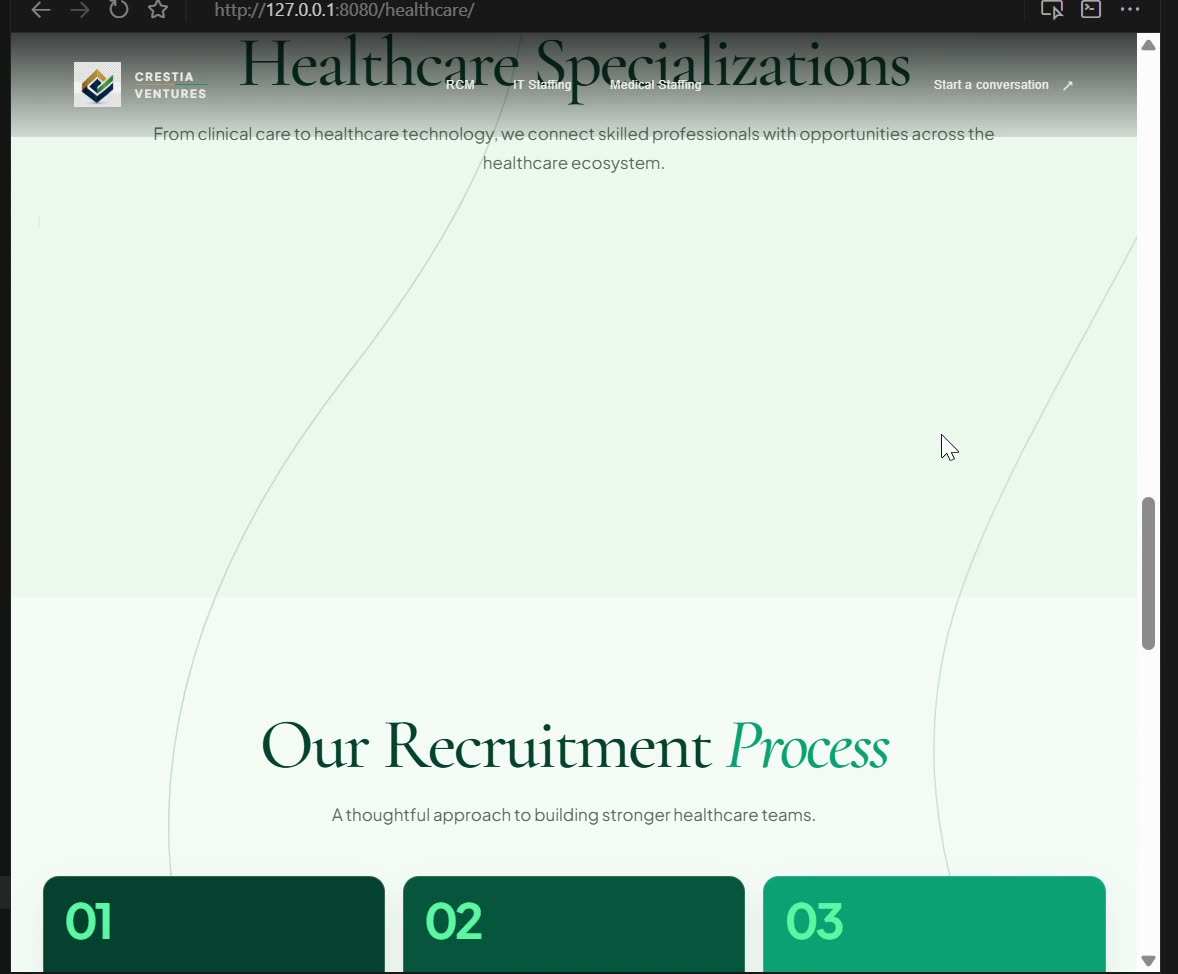 http://127.0.0.1:8080/healthcare/
Healthcare Specializations
CRESTIA
VENTURES
RCM
IT Staffing
Medical Staffing
Start a conversation ↗
From clinical care to healthcare technology, we connect skilled professionals with opportunities across the
healthcare ecosystem.
Our Recruitment Process
A thoughtful approach to building stronger healthcare teams.
01
02
03